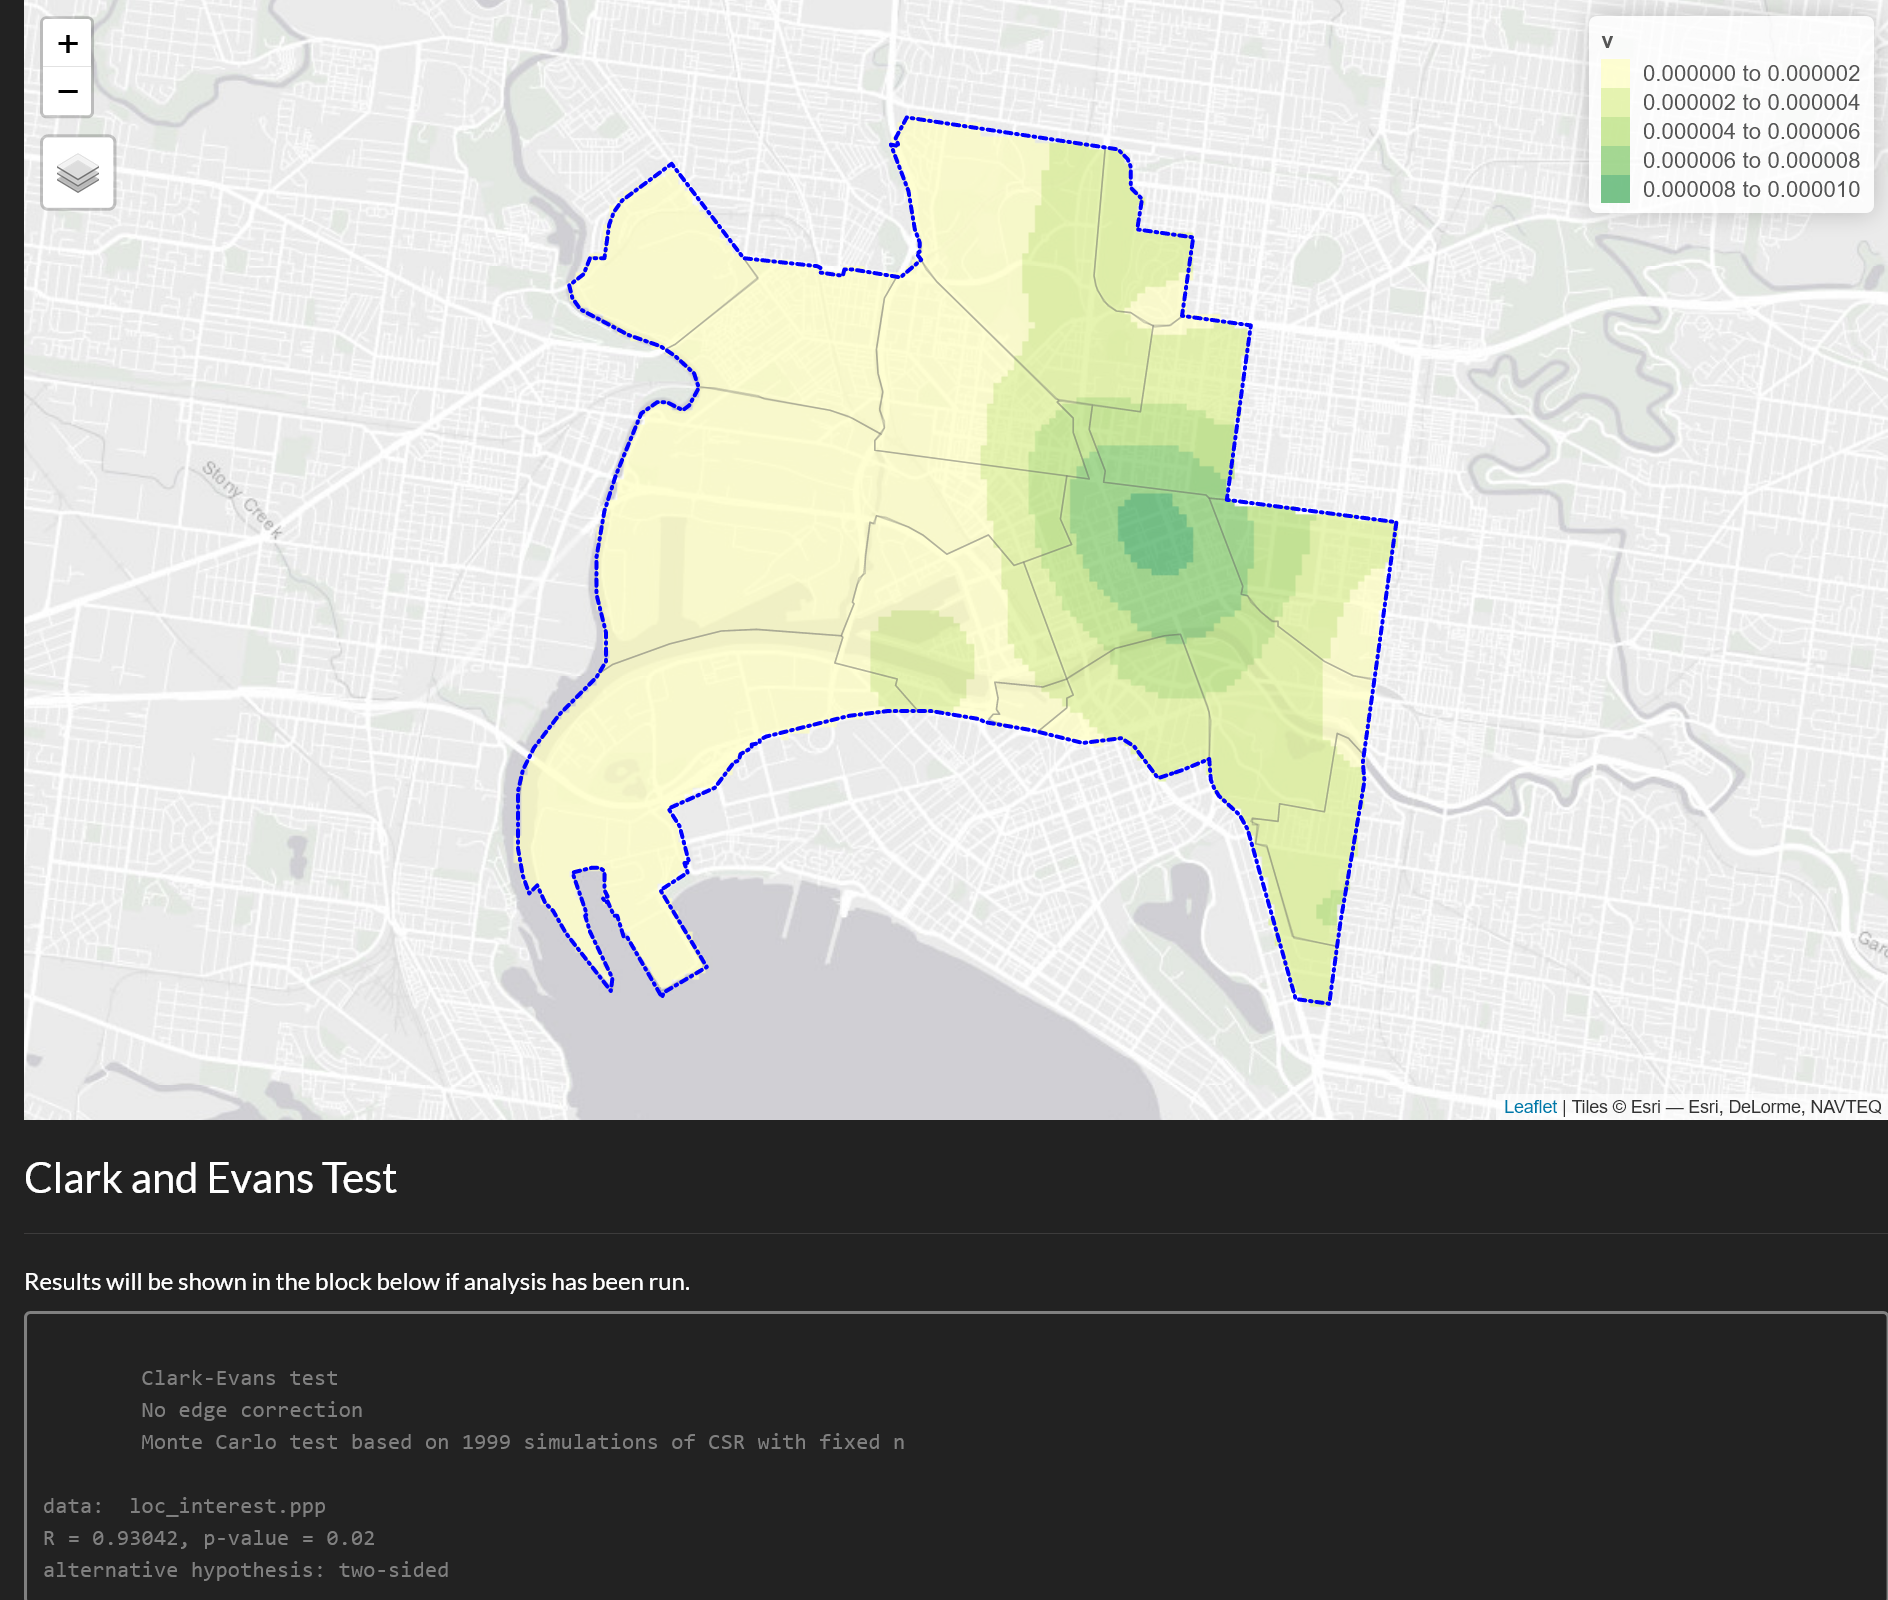 +
−
v
0.000000 to 0.000002
0.000002 to 0.000004
0.000004 to 0.000006
0.000006 to 0.000008
0.000008 to 0.000010
Stony Creek
Leaflet | Tiles © Esri — Esri, DeLorme, NAVTEQ
Clark and Evans Test
Results will be shown in the block below if analysis has been run.
Clark-Evans test
No edge correction
Monte Carlo test based on 1999 simulations of CSR with fixed n
data:  loc_interest.ppp
R = 0.93042, p-value = 0.02
alternative hypothesis: two-sided